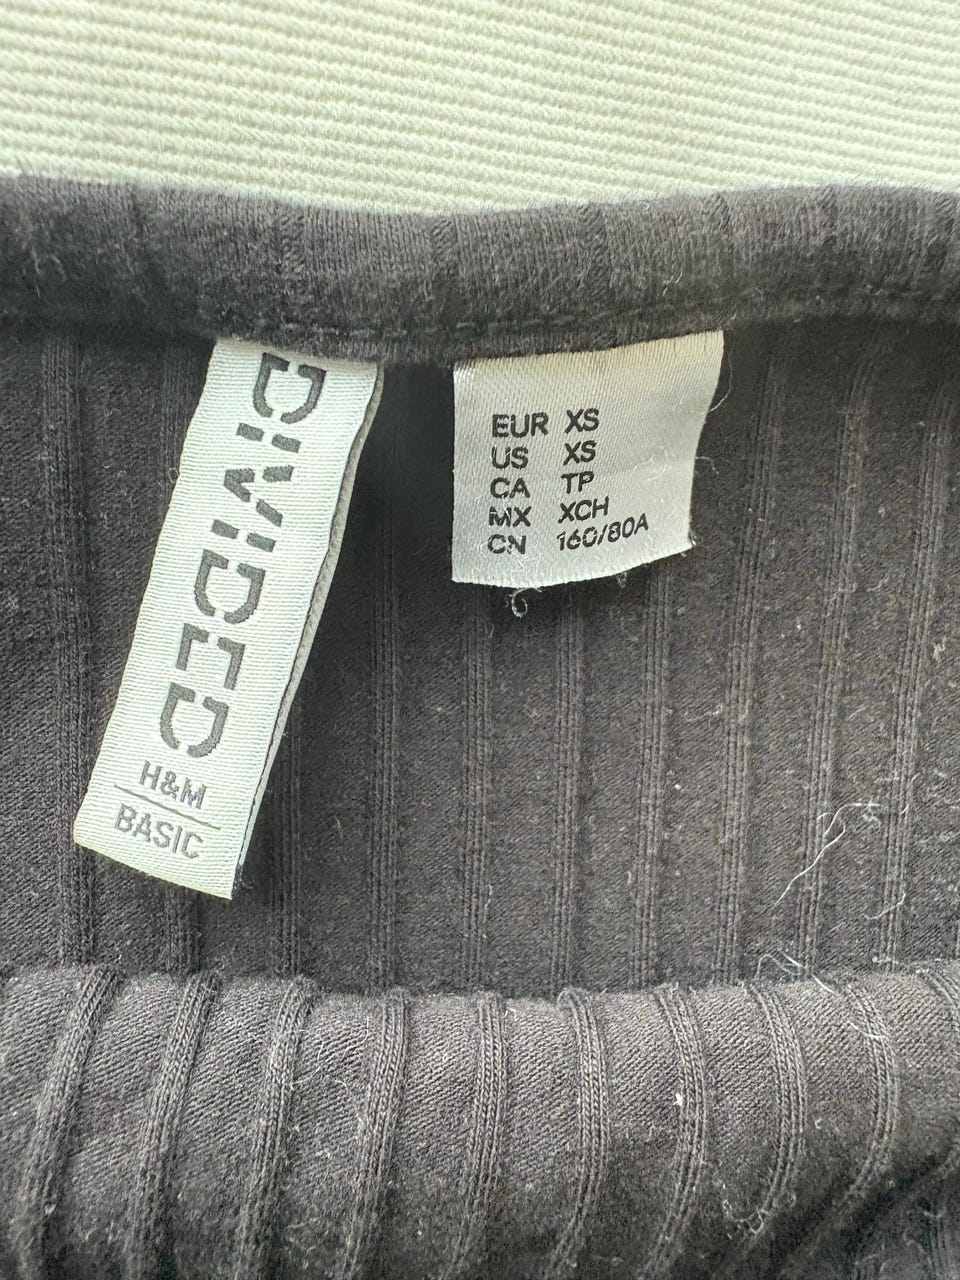 DIVIDED
H&M
BASIC
EUR XS
US XS
CA TP
MX XCH
CN 160/80A